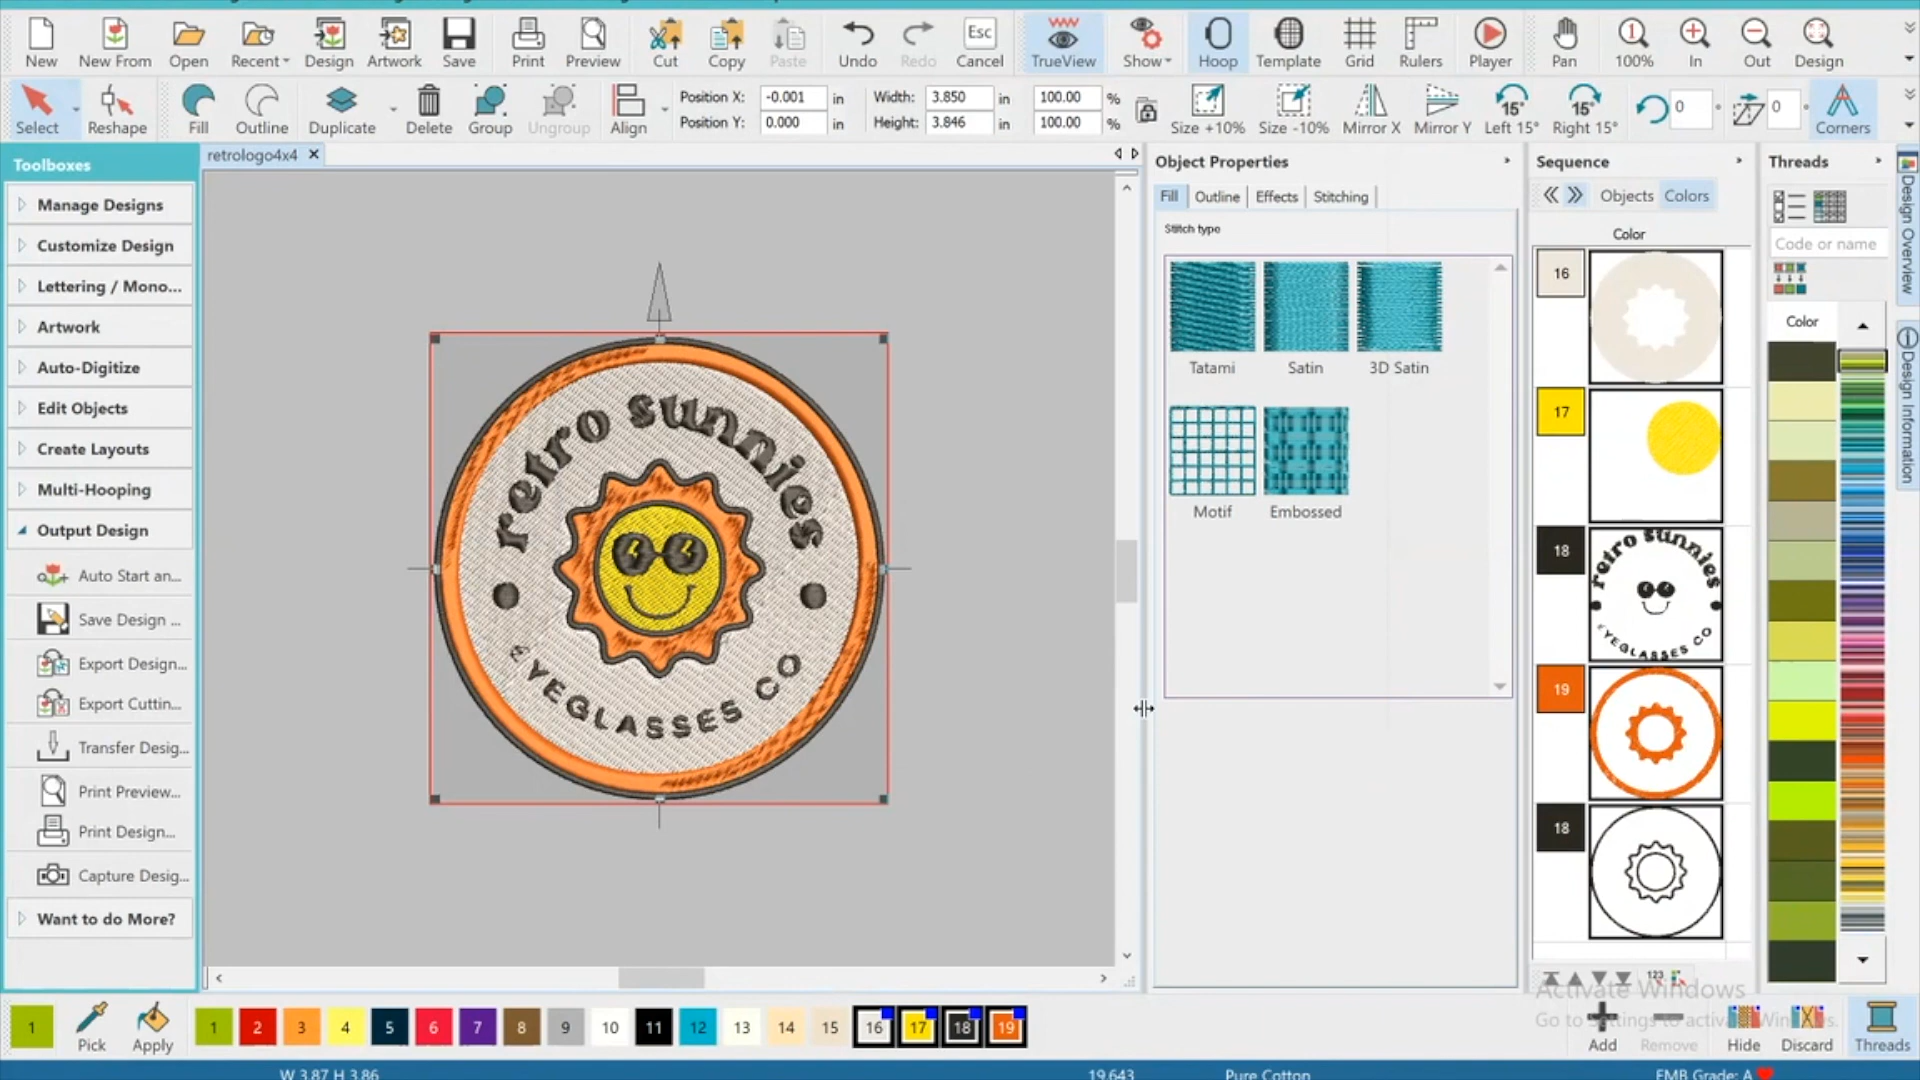 New
New From
Open
Recent
Design
Artwork
Save
Print
Preview
Cut
Copy
Paste
Undo
Redo
Esc
Cancel
TrueView
Show
Hoop
Template
Grid
Rulers
Player
Pan
1
100%
In
Out
Design
Select
Reshape
Fill
Outline
Duplicate
Delete
Group
Ungroup
Align
Position X: -0.001 in
Position Y: 0.000 in
Width: 3.850 in 100.00 %
Height: 3.846 in 100.00 %
Size +10%
Size -10%
Mirror X
Mirror Y
15°
Left 15°
15°
Right 15°
0 °
0 °
Corners
Toolboxes
Manage Designs
Customize Design
Lettering / Mono...
Artwork
Auto-Digitize
Edit Objects
Create Layouts
Multi-Hooping
Output Design
Auto Start an...
Save Design ...
Export Design...
Export Cuttin...
Transfer Desig...
Print Preview...
Print Design...
Capture Desig...
Want to do More?
retrologo4x4
retro sunnies
EYEGLASSES CO
Object Properties
Fill
Outline
Effects
Stitching
Stitch type
Tatami
Satin
3D Satin
Motif
Embossed
Sequence
Objects
Colors
Color
16
17
18
retro sunnies
EYEGLASSES CO
19
18
123
Threads
Code or name
Color
Design Overview
Design Information
Activate Windows
Go to Settings to activate Windows.
1
Pick
Apply
1 2 3 4 5 6 7 8 9 10 11 12 13 14 15 16 17 18 19
Add
Remove
Hide
Discard
Threads
W 3.87 H 3.86
19,643
Pure Cotton
EMB Grade: A